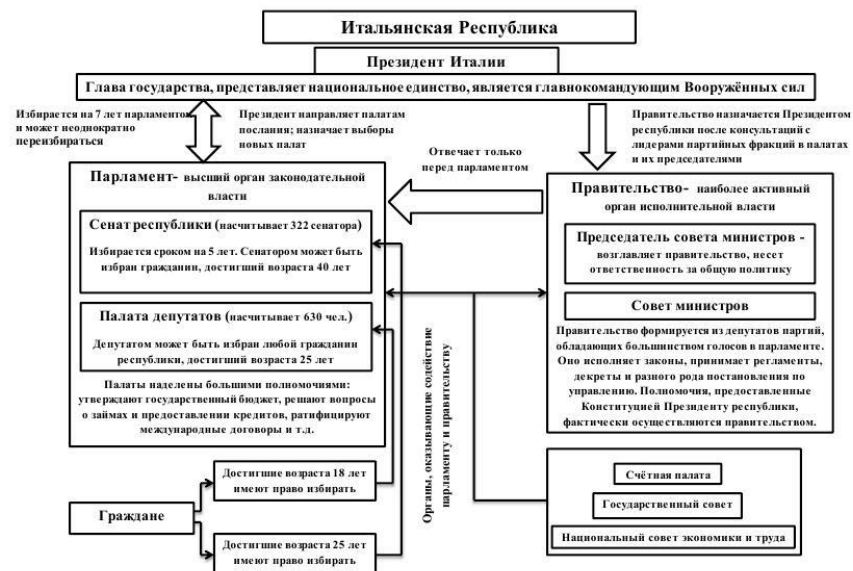 Итальянская Республика
Президент Италии
Глава государства, представляет национальное единство, является главнокомандующим Вооружённых сил
Избирается на 7 лет парламентом
и может неоднократно
переизбираться
Президент направляет палатам
послания; назначает выборы
новых палат
Правительство назначается Президентом
республики после консультаций с
лидерами партийных фракций в палатах
и их председателями
Отвечает только
перед парламентом
Парламент- высший орган законодательной
власти
Сенат республики (насчитывает 322 сенатора)
Избирается сроком на 5 лет. Сенатором может быть
избран гражданин, достигший возраста 40 лет
Палата депутатов (насчитывает 630 чел.)
Депутатом может быть избран любой гражданин
республики, достигший возраста 25 лет
Палаты наделены большими полномочиями:
утверждают государственный бюджет, решают вопросы
о займах и предоставлении кредитов, ратифицируют
международные договоры и т.д.
Правительство- наиболее активный
орган исполнительной власти
Председатель совета министров -
возглавляет правительство, несет
ответственность за общую политику
Совет министров
Правительство формируется из депутатов партий,
обладающих большинством голосов в парламенте.
Оно исполняет законы, принимает регламенты,
декреты и разного рода постановления по
управлению. Полномочия, предоставленные
Конституцией Президенту республики,
фактически осуществляются правительством.
Органы, оказывающие содействие
парламенту и правительству
Граждане
Достигшие возраста 18 лет
имеют право избирать
Достигшие возраста 25 лет
имеют право избирать
Счётная палата
Государственный совет
Национальный совет экономики и труда